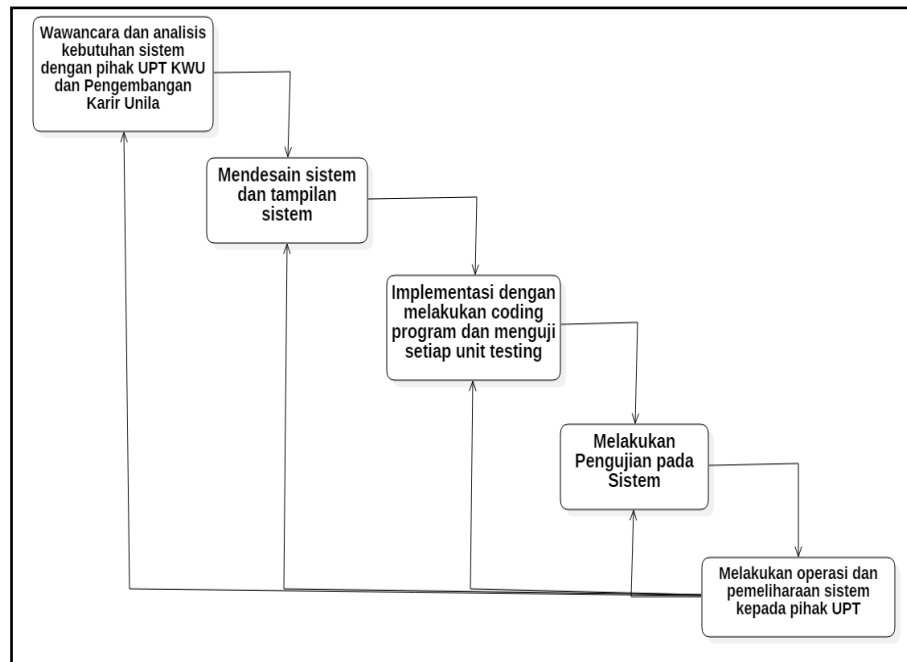 Wawancara dan analisis
kebutuhan sistem
dengan pihak UPT KWU
dan Pengembangan
Karir Unila
Mendesain sistem
dan tampilan
sistem
Implementasi dengan
melakukan coding
program dan menguji
setiap unit testing
Melakukan
Pengujian pada
Sistem
Melakukan operasi dan
pemeliharaan sistem
kepada pihak UPT